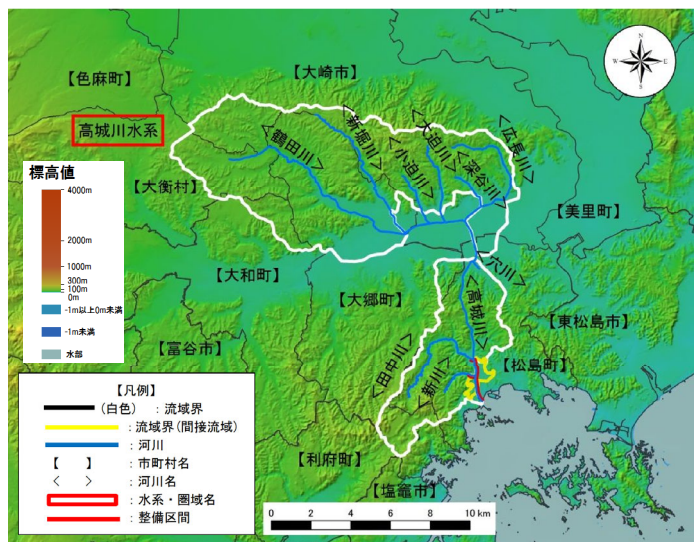 【色麻町】
【大崎市】
高城川水系
N
W
E
S
<鶴田川>
<新堀川>
<小迫川>
<大迫川>
<深谷川>
<広長川>
標高値
4000m
2000m
1000m
300m
100m
0m
-1m以上0m未満
-1m未満
水部
【大衡村】
【美里町】
【大和町】
<穴川>
【大郷町】
<高城川>
【東松島市】
【富谷市】
<田中川>
<新川>
【松島町】
【利府町】
【塩竈市】
【凡例】
(白色) : 流域界
: 流域界(間接流域)
: 河川
【 】 : 市町村名
< > : 河川名
: 水系・圏域名
: 整備区間
0 2 4 6 8 10 km